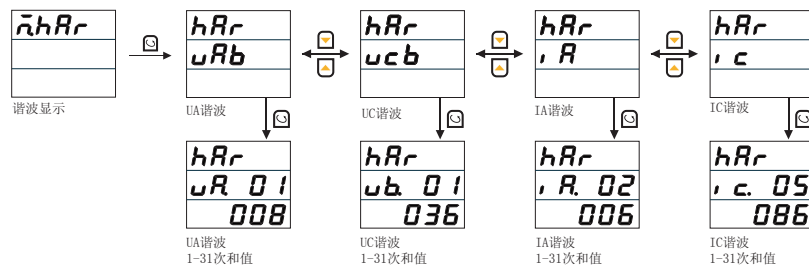 ñ.hAr
谐波显示
hAr
uAb
UA谐波
hAr
ucb
UC谐波
hAr
iA
IA谐波
hAr
ic
IC谐波
hAr
uA. 01
008
UA谐波
1-31次和值
hAr
ub. 01
036
UC谐波
1-31次和值
hAr
iA. 02
006
IA谐波
1-31次和值
hAr
ic. 05
086
IC谐波
1-31次和值